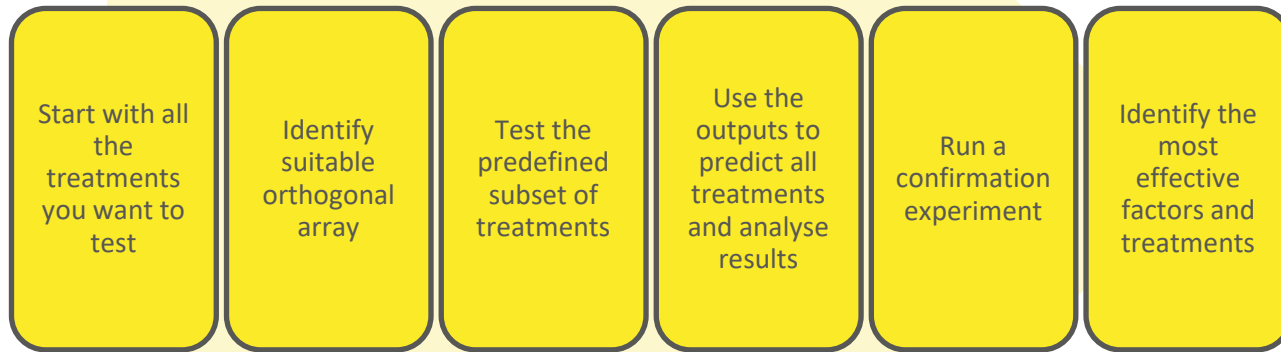 Start with all
the
treatments
you want to
test
Identify
suitable
orthogonal
array
Test the
predefined
subset of
treatments
Use the
outputs to
predict all
treatments
and analyse
results
Run a
confirmation
experiment
Identify the
most
effective
factors and
treatments